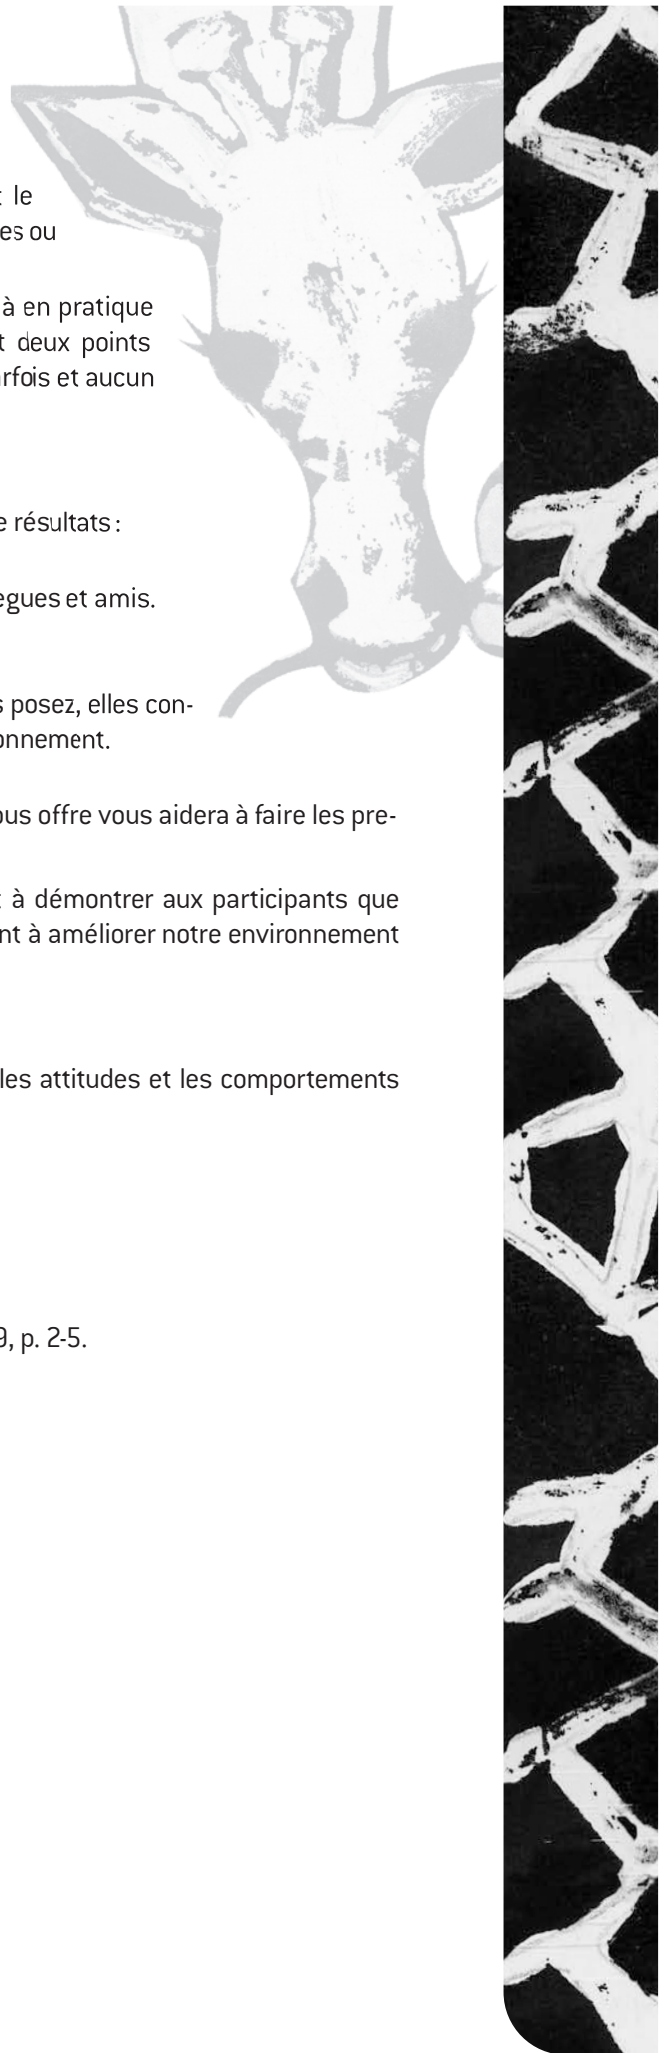 le
es ou
à en pratique
t deux points
rfois et aucun
e résultats :
egues et amis.
s posez, elles con-
onnement.
ous offre vous aidera à faire les pre-
t à démontrer aux participants que
nt à améliorer notre environnement
les attitudes et les comportements
9, p. 2-5.